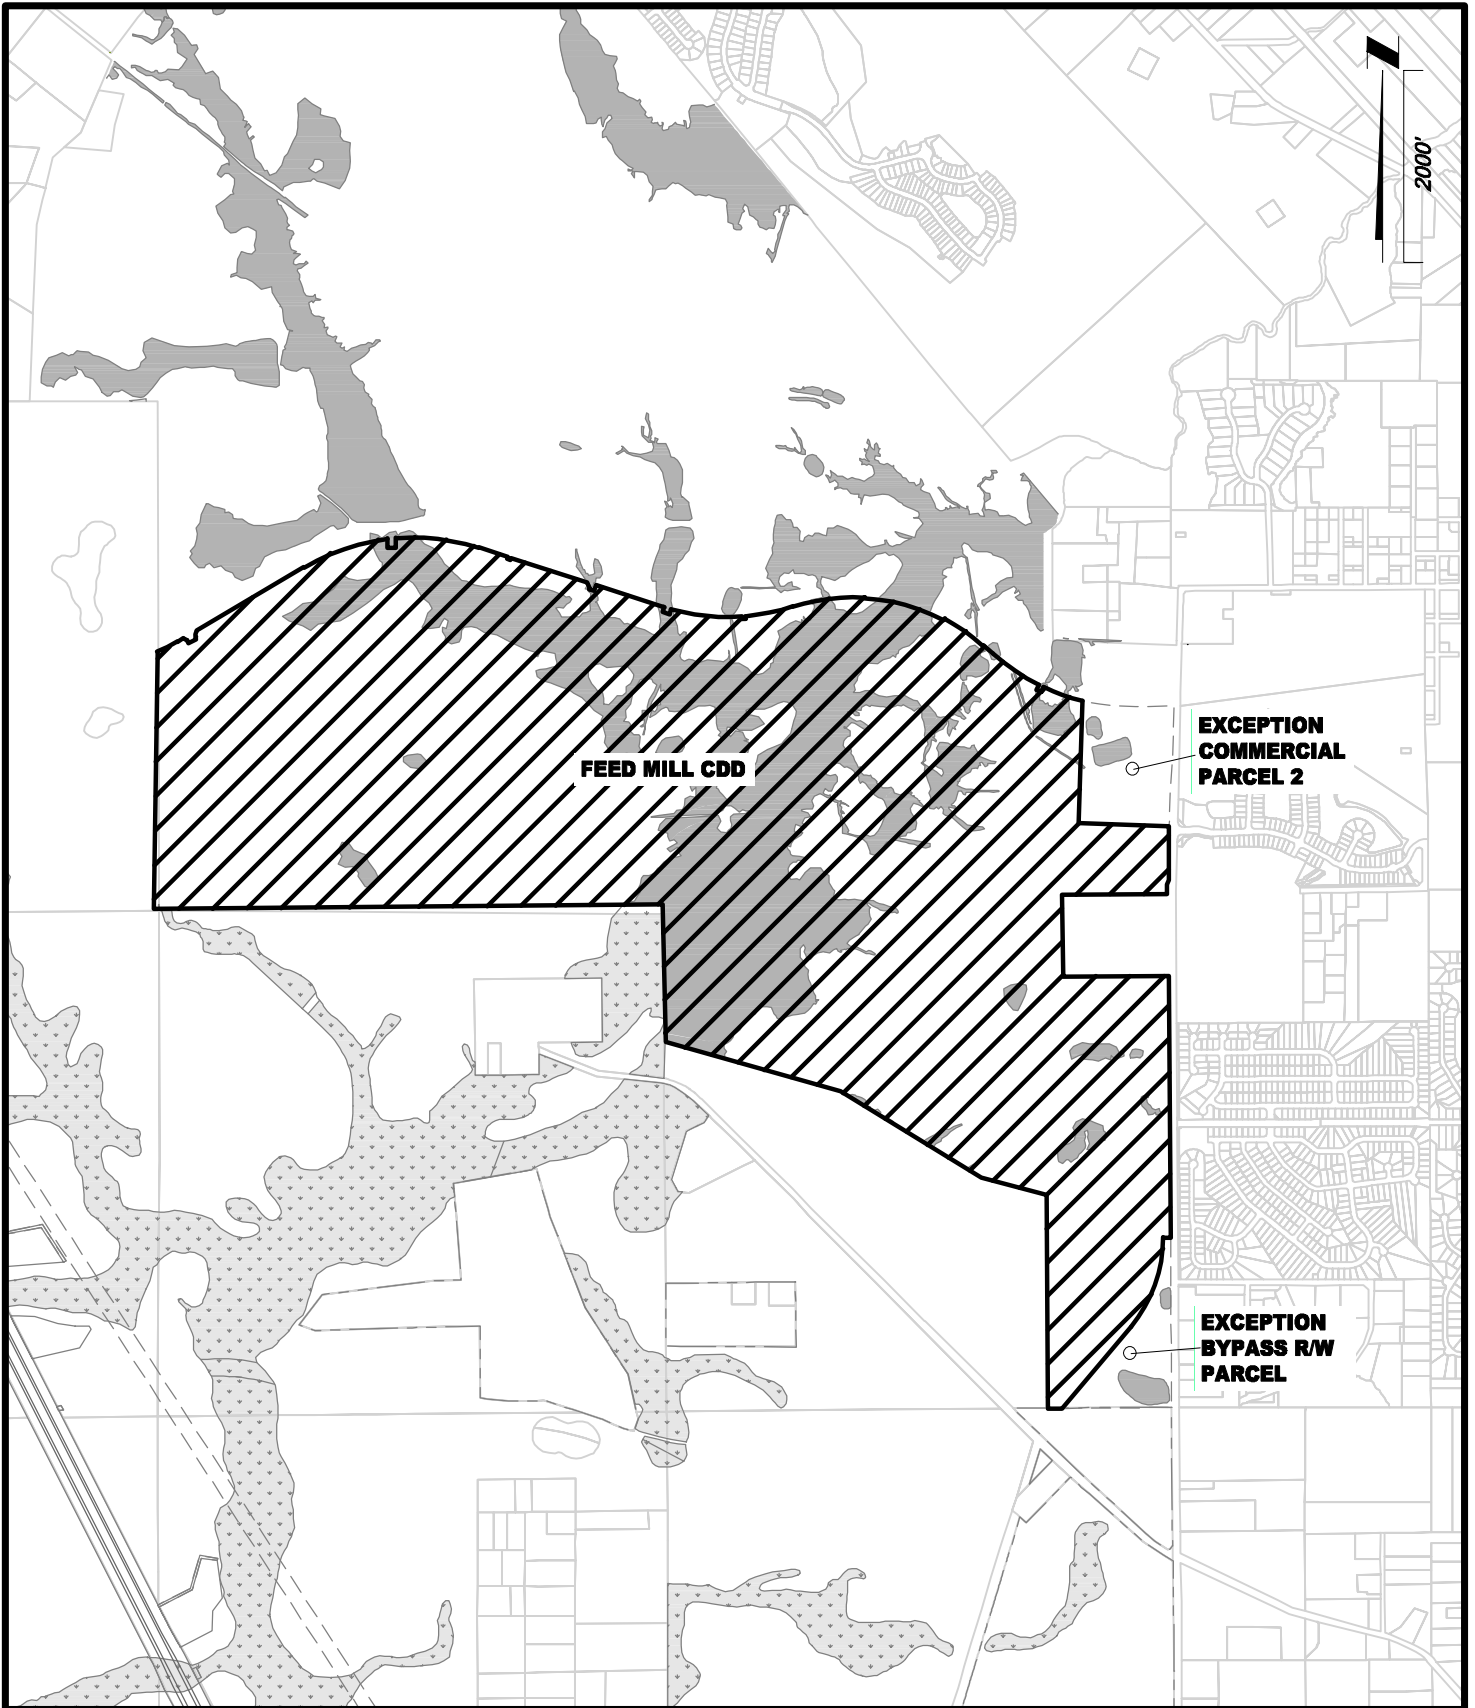 2000'
EXCEPTION
COMMERCIAL
PARCEL 2
FEED MILL CDD
EXCEPTION
BYPASS R/W
PARCEL